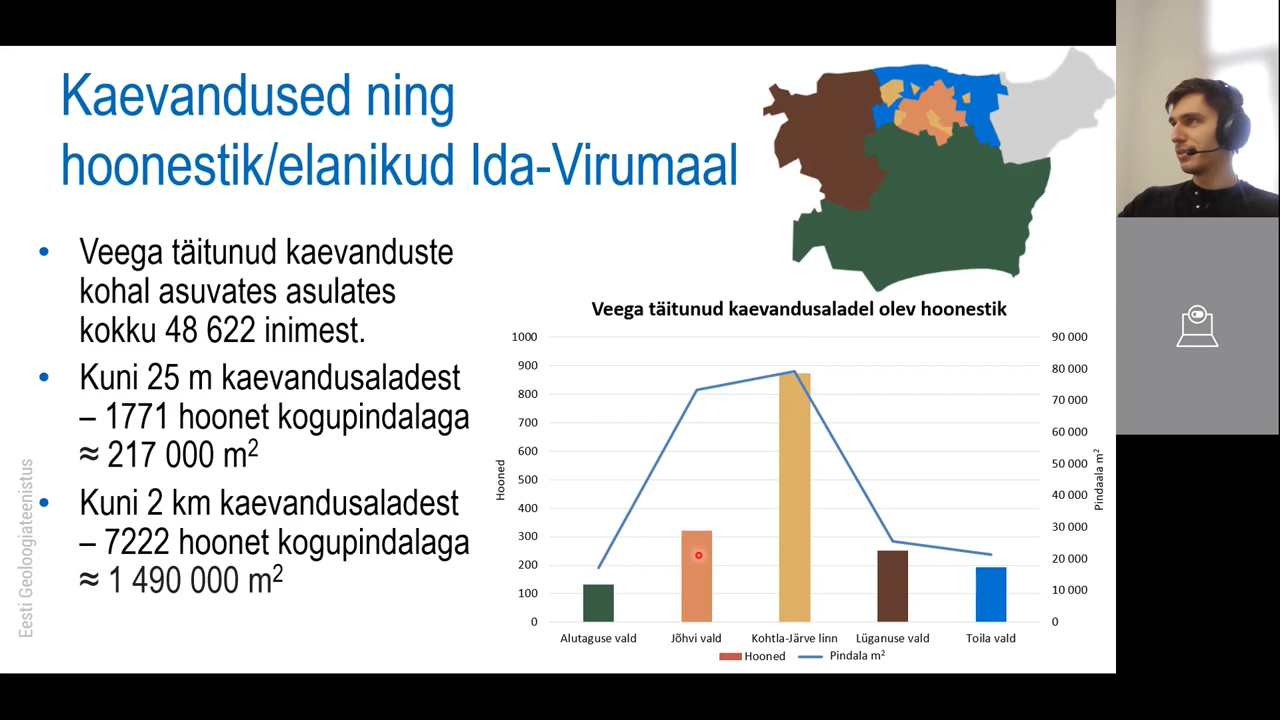 Kaevandused ning
hoonestik/elanikud Ida-Virumaal
• Veega täitunud kaevanduste
kohal asuvates asulates
kokku 48 622 inimest.
• Kuni 25 m kaevandusaladest
– 1771 hoonet kogupindalaga
≈ 217 000 m²
• Kuni 2 km kaevandusaladest
– 7222 hoonet kogupindalaga
≈ 1 490 000 m²
Eesti Geoloogiateenistus
Veega täitunud kaevandusaladel olev hoonestik
Hooned
1000
900
800
700
600
500
400
300
200
100
0
90 000
80 000
70 000
60 000
50 000
40 000
30 000
20 000
10 000
0
Pindaala m²
Alutaguse vald Jõhvi vald Kohtla-Järve linn Lüganuse vald Toila vald
Hooned Pindala m²